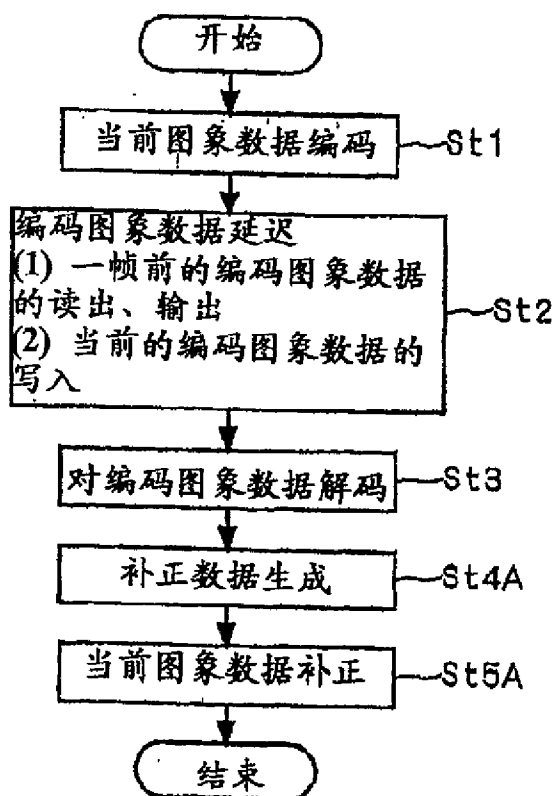 开始
当前图象数据编码 St1
编码图象数据延迟
(1) 一帧前的编码图象数据
的读出、输出
(2) 当前的编码图象数据的
写入
St2
对编码图象数据解码 St3
补正数据生成 St4A
当前图象数据补正 St5A
结束